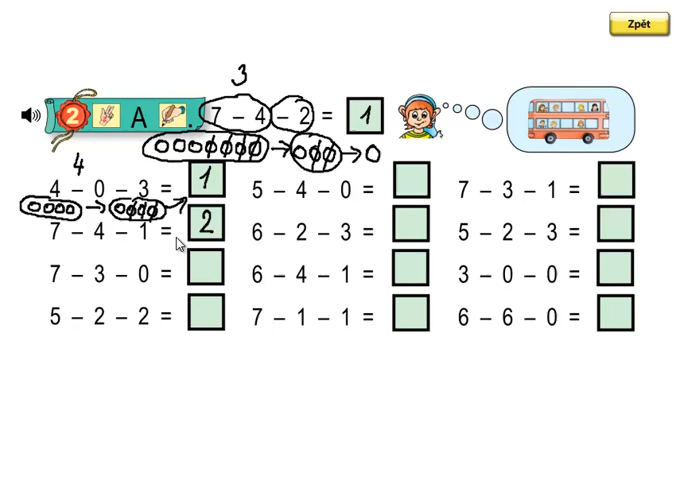 Zpět
3
2 A . 7 – 4 – 2 = 1
4
4 – 0 – 3 = 1 5 – 4 – 0 = 7 – 3 – 1 =
7 – 4 – 1 = 2 6 – 2 – 3 = 5 – 2 – 3 =
7 – 3 – 0 = 6 – 4 – 1 = 3 – 0 – 0 =
5 – 2 – 2 = 7 – 1 – 1 = 6 – 6 – 0 =